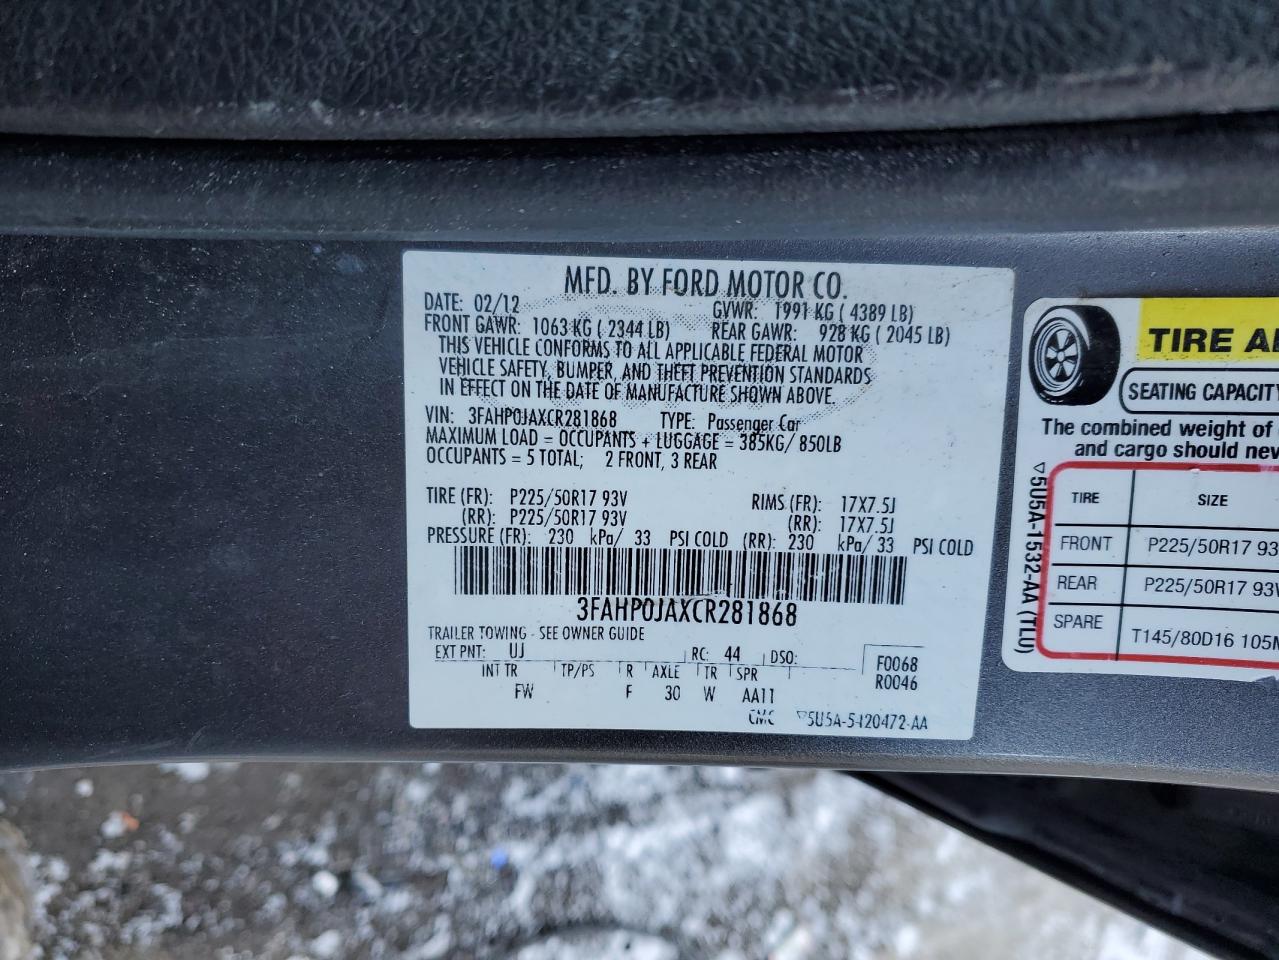 MFD. BY FORD MOTOR CO.
DATE: 02/12 GVWR: 1991 KG ( 4389 LB)
FRONT GAWR: 1063 KG ( 2344 LB) REAR GAWR: 928 KG ( 2045 LB)
THIS VEHICLE CONFORMS TO ALL APPLICABLE FEDERAL MOTOR
VEHICLE SAFETY, BUMPER, AND THEFT PREVENTION STANDARDS
IN EFFECT ON THE DATE OF MANUFACTURE SHOWN ABOVE.
VIN: 3FAHP0JAXCR281868 TYPE: Passenger Car
MAXIMUM LOAD = OCCUPANTS + LUGGAGE = 385KG/ 850LB
OCCUPANTS = 5 TOTAL; 2 FRONT, 3 REAR
TIRE (FR): P225/50R17 93V RIMS (FR): 17X7.5J
(RR): P225/50R17 93V (RR): 17X7.5J
PRESSURE (FR): 230 kPa/ 33 PSI COLD (RR): 230 kPa/ 33 PSI COLD
3FAHP0JAXCR281868
TRAILER TOWING - SEE OWNER GUIDE
EXT PNT: UJ RC: 44 DSO: F0068
R0046
INT TR TP/PS R AXLE TR SPR
FW F 30 W AA11
CMC ▽5U5A-5420472-AA
TIRE A
SEATING CAPACITY
The combined weight of
and cargo should nev
▽5U5A-1532-AA (TLU)
TIRE SIZE
FRONT P225/50R17 93
REAR P225/50R17 93V
SPARE T145/80D16 105M